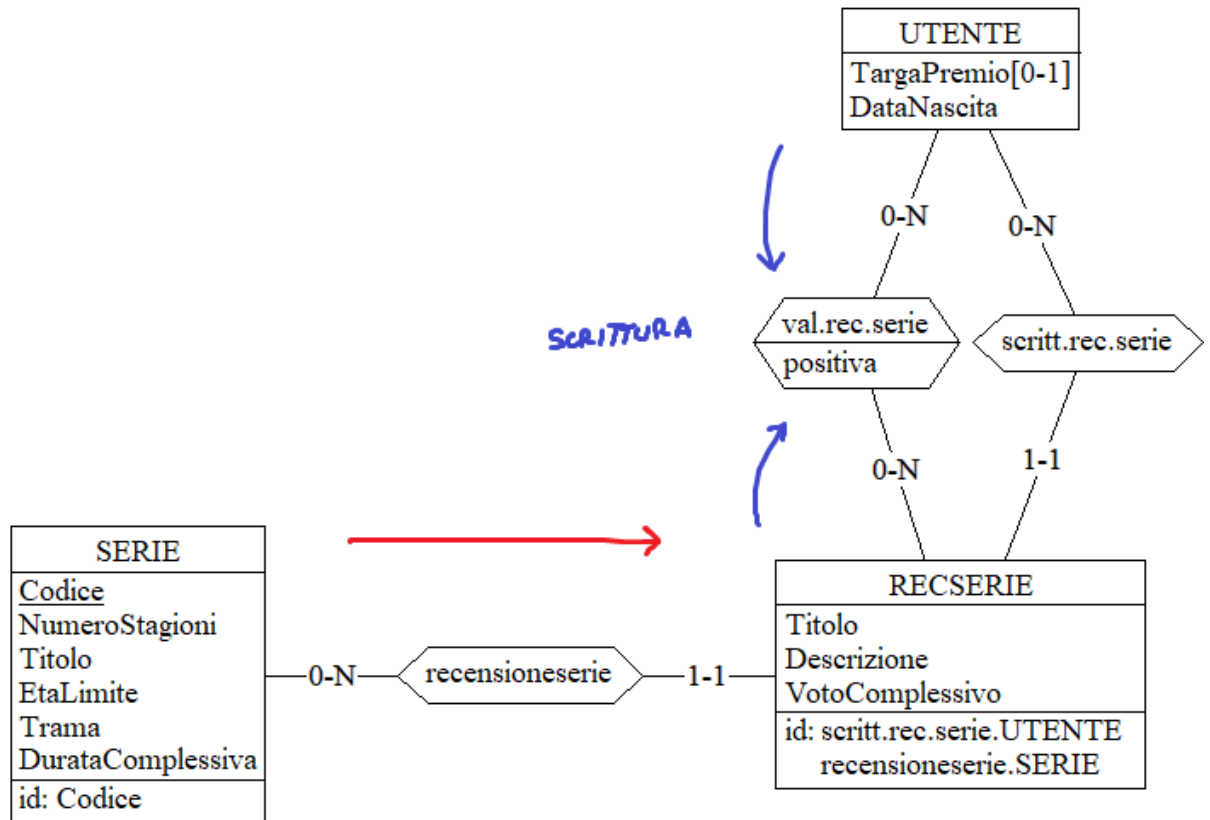 UTENTE
TargaPremio[0-1]
DataNascita
0-N
0-N
SCRITTURA
val.rec.serie
positiva
scritt.rec.serie
0-N
1-1
SERIE
Codice
NumeroStagioni
Titolo
EtaLimite
Trama
DurataComplessiva
id: Codice
0-N
recensioneserie
1-1
RECSERIE
Titolo
Descrizione
VotoComplessivo
id: scritt.rec.serie.UTENTE
recensioneserie.SERIE